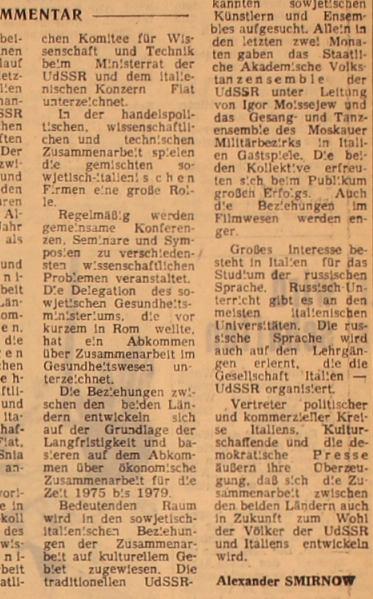 MMENTAR
chen Komitee für Wis-
senschaft und Technik
beim Ministerrat der
UdSSR und dem italie-
nischen Konzern Fiat
unterzeichnet.
In der handelspoli-
tischen, wissenschaftli-
chen und technischen
Zusammenarbeit spielen
die gemischten so-
wjetisch-italienischen
Firmen eine große Rol-
le.
Regelmäßig werden
gemeinsame Konferen-
zen, Seminare und Sym-
posien zu verschieden-
sten wissenschaftlichen
Problemen veranstaltet.
Die Delegation des so-
wjetischen Gesundheits-
ministeriums, die vor
kurzem in Rom weilte,
hat ein Abkommen
über Zusammenarbeit im
Gesundheitswesen un-
terzeichnet.
Die Beziehungen zwi-
schen den beiden Län-
dern entwickeln sich
auf der Grundlage der
Langfristigkeit und ba-
sieren auf dem Abkom-
men über ökonomische
Zusammenarbeit für die
Zeit 1975 bis 1979.
Bedeutenden Raum
wird in den sowjetisch-
italienischen Beziehun-
gen der Zusammenar-
beit auf kulturellem Ge-
biet zugewiesen. Die
traditionellen UdSSR-
kannten sowjetischen
Künstlern und Ensem-
bles aufgesucht. Allein in
den letzten zwei Mona-
ten gaben das Staatli-
che Akademische Volks-
tanzensemble der
UdSSR unter Leitung
von Igor Moissejew und
das Gesang- und Tanz-
ensemble des Moskauer
Militärbezirks in Itali-
en Gastspiele. Die bei-
den Kollektive erfreu-
ten sich beim Publikum
großen Erfolgs. Auch
die Beziehungen im
Filmwesen werden en-
ger.
Großes Interesse be-
steht in Italien für das
Studium der russischen
Sprache. Russisch-Un-
terricht gibt es an den
meisten italienischen
Universitäten. Die rus-
sische Sprache wird
auch auf den Lehrgän-
gen erlernt, die die
Gesellschaft Italien —
UdSSR organisiert.
Vertreter politischer
und kommerzieller Krei-
se Italiens, Kultur-
schaffende und die de-
mokratische Presse
äußern ihre Überzeu-
gung, daß sich die Zu-
sammenarbeit zwischen
den beiden Ländern auch
in Zukunft zum Wohl
der Völker der UdSSR
und Italiens entwickeln
wird.
Alexander SMIRNOW